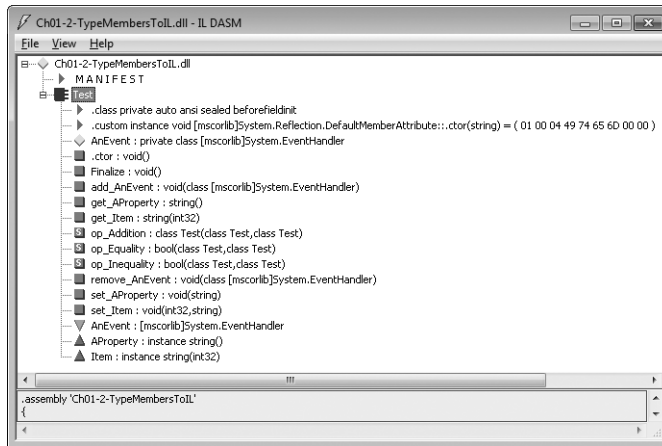 Ch01-2-TypeMembersToIL.dll - IL DASM
File View Help
Ch01-2-TypeMembersToIL.dll
MANIFEST
Test
.class private auto ansi sealed beforefieldinit
.custom instance void [mscorlib]System.Reflection.DefaultMemberAttribute::.ctor(string) = ( 01 00 04 49 74 65 6D 00 00 )
AnEvent : private class [mscorlib]System.EventHandler
.ctor : void()
Finalize : void()
add_AnEvent : void(class [mscorlib]System.EventHandler)
get_AProperty : string()
get_Item : string(int32)
S op_Addition : class Test(class Test,class Test)
S op_Equality : bool(class Test,class Test)
S op_Inequality : bool(class Test,class Test)
remove_AnEvent : void(class [mscorlib]System.EventHandler)
set_AProperty : void(string)
set_Item : void(int32,string)
AnEvent : [mscorlib]System.EventHandler
AProperty : instance string()
Item : instance string(int32)
.assembly 'Ch01-2-TypeMembersToIL'
{